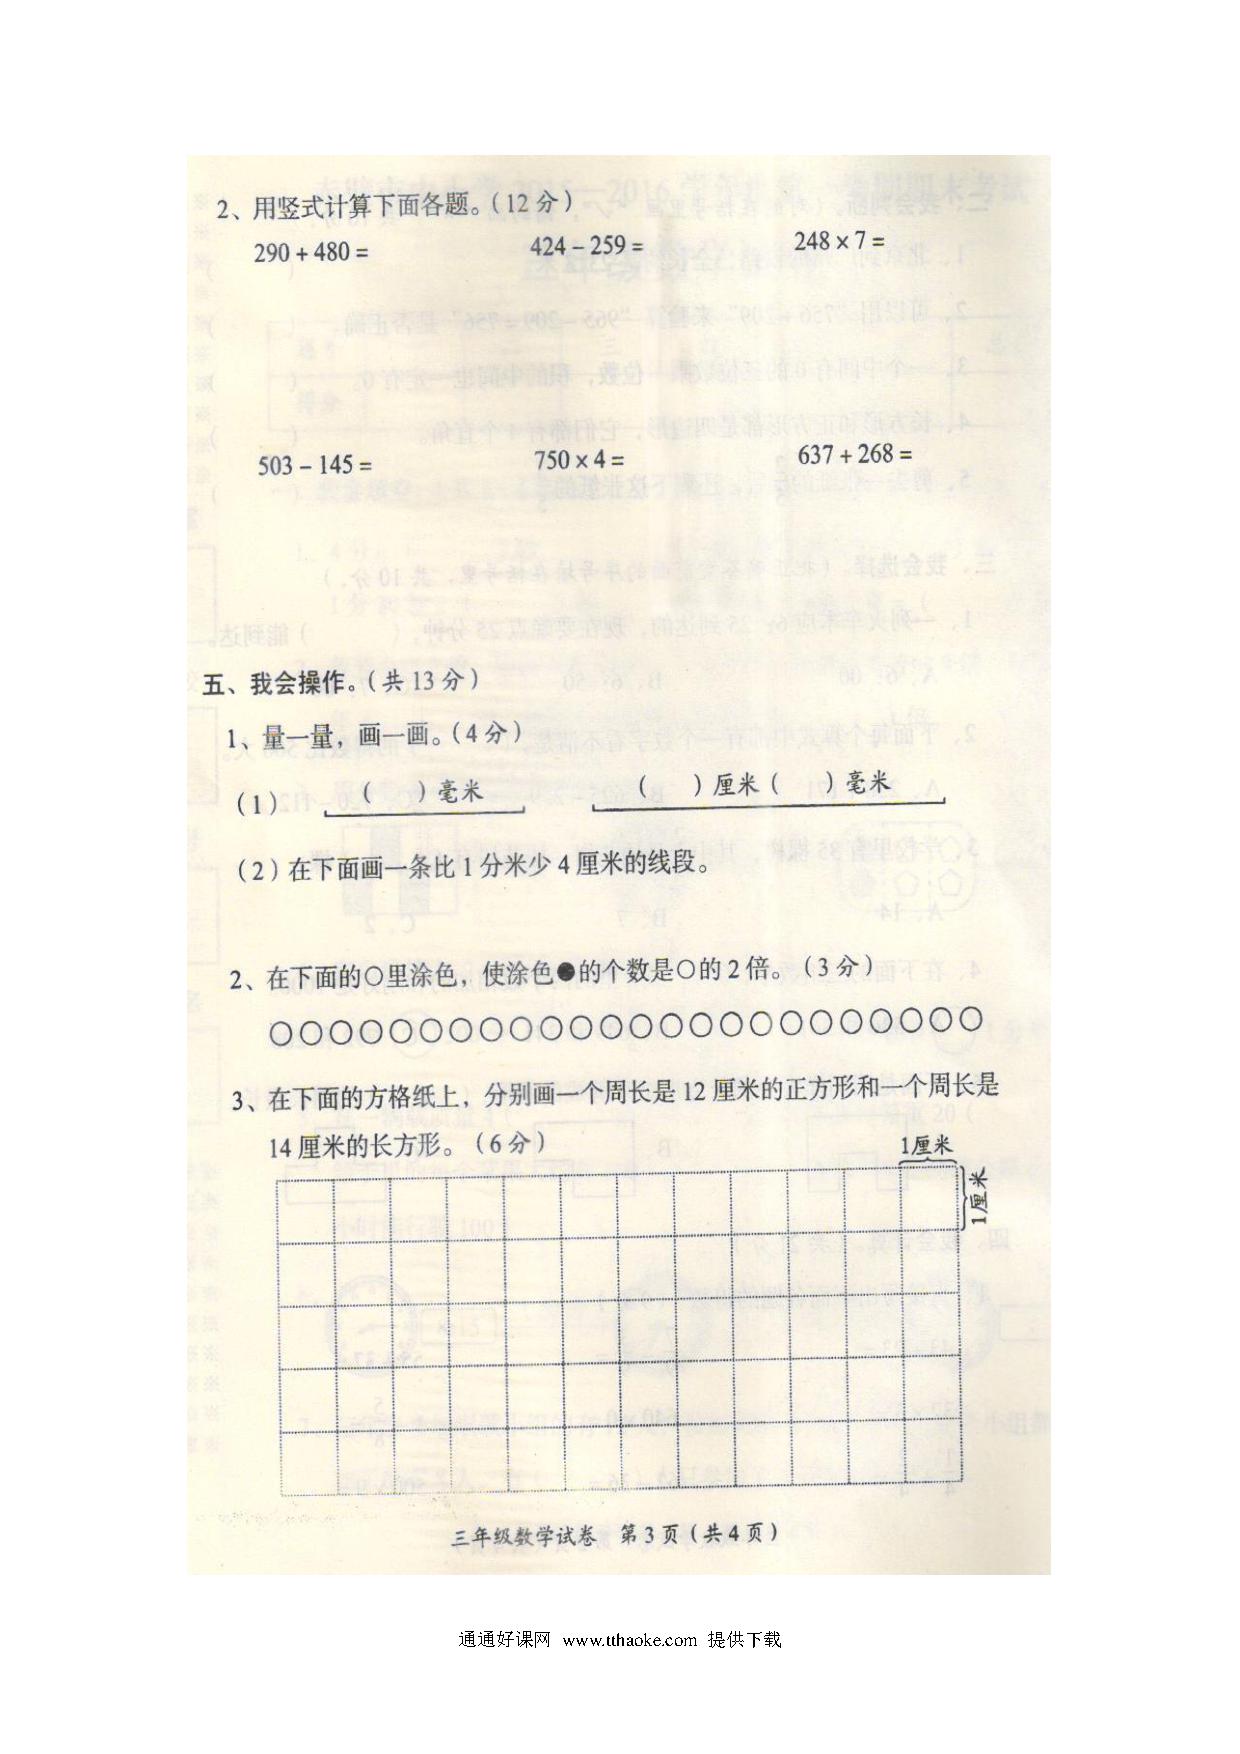 2、用竖式计算下面各题。(12分)
290 + 480 =
424 - 259 =
248 × 7 =
503 - 145 =
750 × 4 =
637 + 268 =
五、我会操作。(共13分)
1、量一量，画一画。(4分)
(1) (  )毫米 (  )厘米(  )毫米
(2)在下面画一条比1分米少4厘米的线段。
2、在下面的○里涂色，使涂色●的个数是○的2倍。(3分)
○○○○○○○○○○○○○○○○○○○○○○○○
3、在下面的方格纸上，分别画一个周长是12厘米的正方形和一个周长是
14厘米的长方形。(6分)
1厘米
1厘米
三年级数学试卷 第3页(共4页)
通通好课网 www.tthaoke.com 提供下载